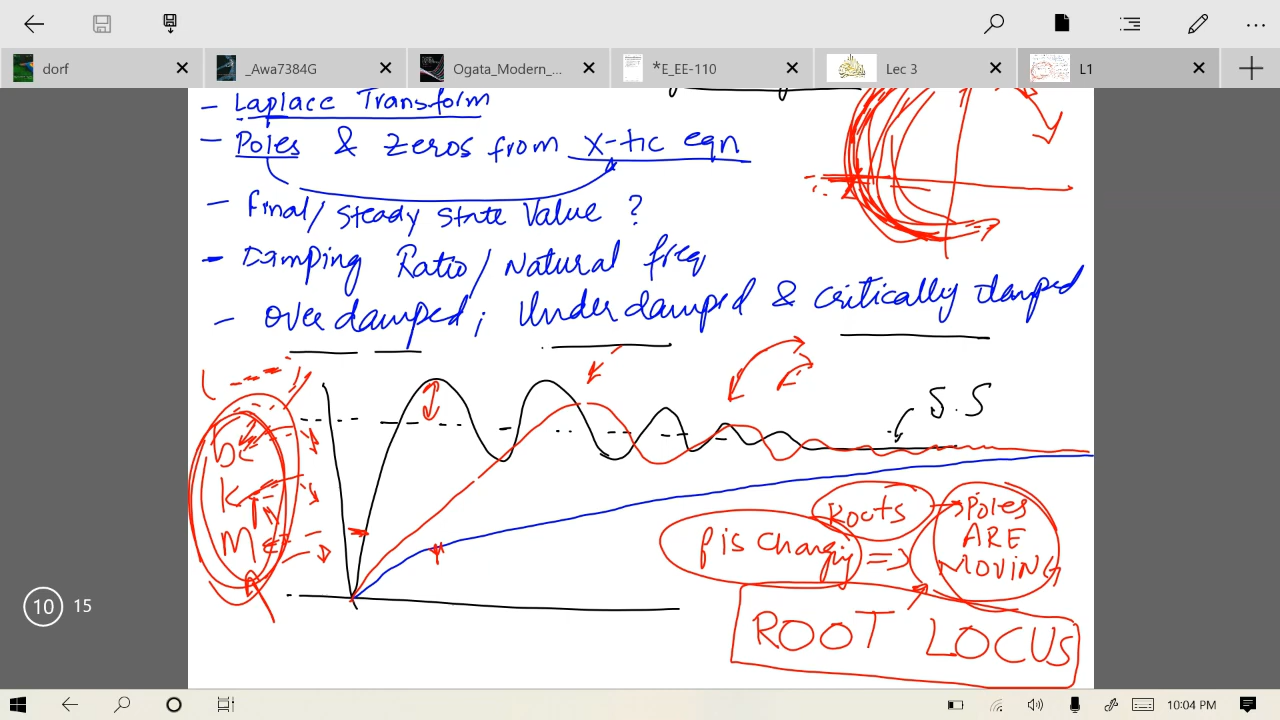 dorf
_Awa7384G
Ogata_Modern_...
*E_EE-110
Lec 3
L1
- Laplace Transform
- Poles & zeros from x-tic eqn
- Final/Steady State Value ?
- Damping Ratio/Natural freq
- Over damped; Underdamped & critically damped
S.S
b
K
M
Roots → Poles
ARE
MOVING
ρ is changing ⇒
ROOT LOCUS
10 15
10:04 PM